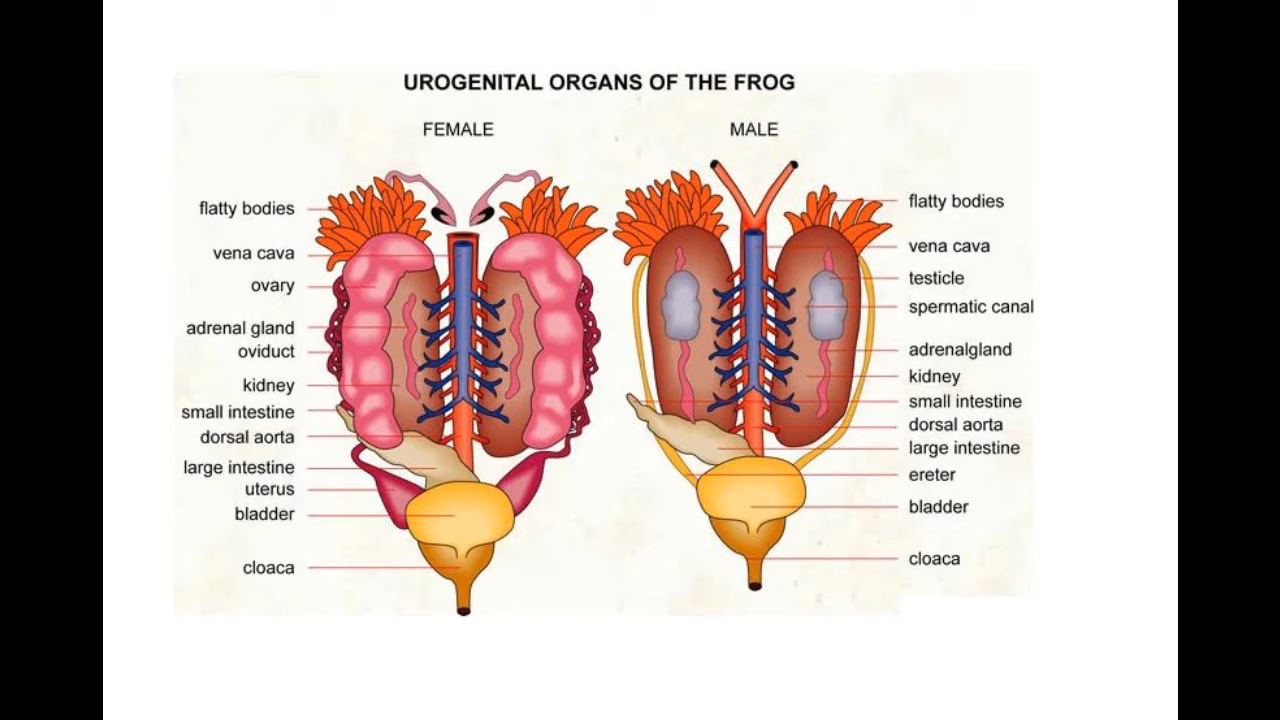 UROGENITAL ORGANS OF THE FROG
FEMALE
MALE
flatty bodies
vena cava
ovary
adrenal gland
oviduct
kidney
small intestine
dorsal aorta
large intestine
uterus
bladder
cloaca
flatty bodies
vena cava
testicle
spermatic canal
adrenalgland
kidney
small intestine
dorsal aorta
large intestine
ereter
bladder
cloaca